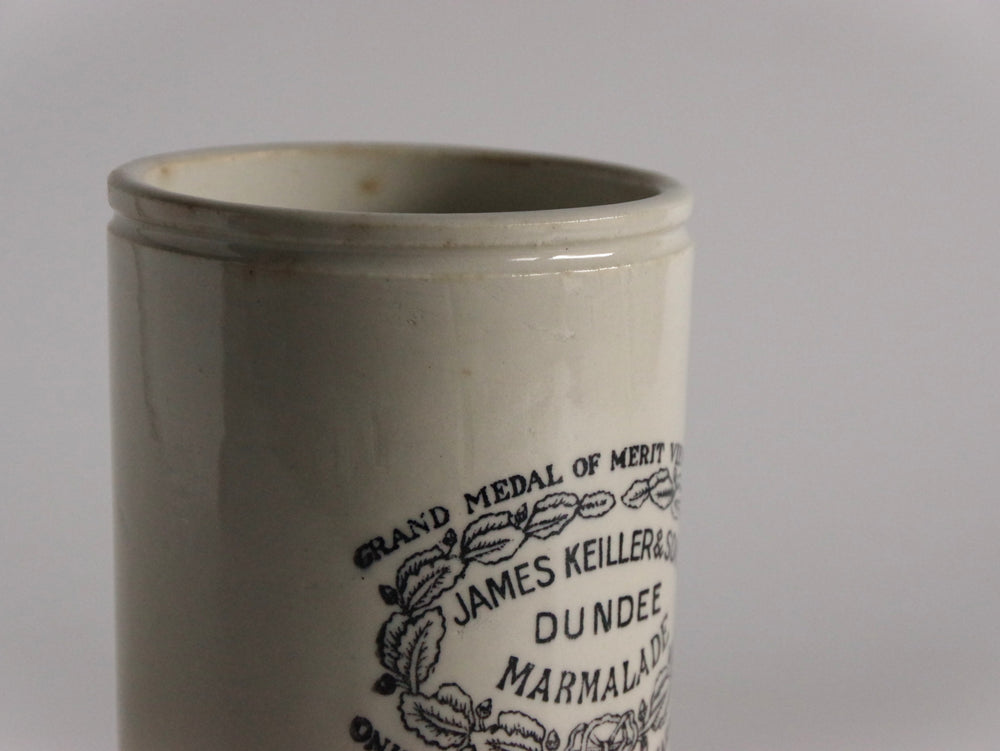 GRAND MEDAL OF MERIT
JAMES KEILLER &
DUNDEE
MARMALADE